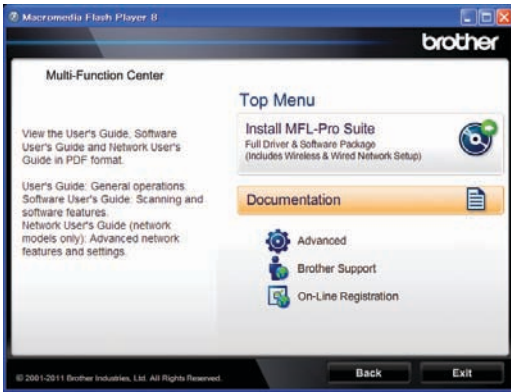 Macromedia Flash Player 8
brother
Multi-Function Center
View the User's Guide, Software
User's Guide and Network User's
Guide in PDF format.
User's Guide: General operations.
Software User's Guide: Scanning and
software features.
Network User's Guide (network
models only): Advanced network
features and settings.
Top Menu
Install MFL-Pro Suite
Full Driver & Software Package
(Includes Wireless & Wired Network Setup)
Documentation
Advanced
Brother Support
On-Line Registration
© 2001-2011 Brother Industries, Ltd. All Rights Reserved.
Back
Exit